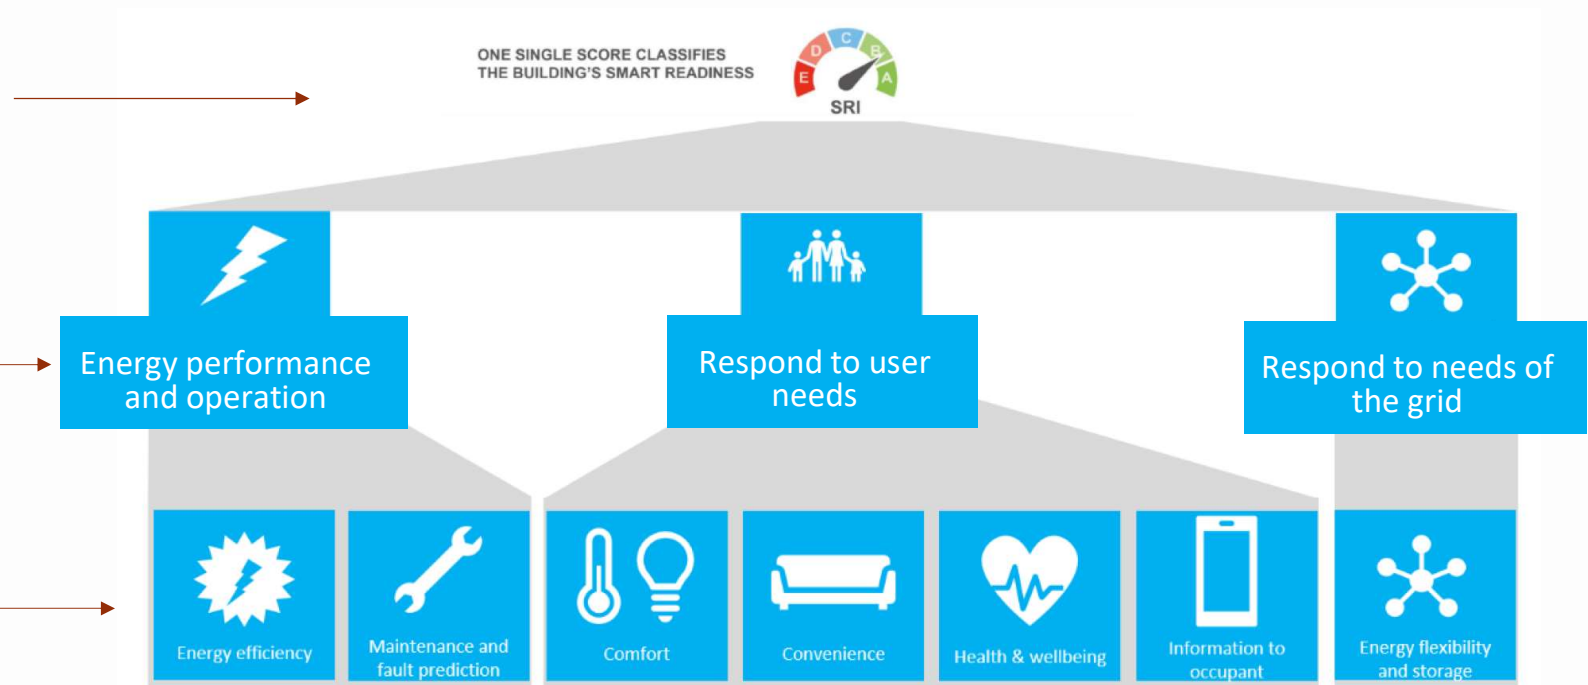 ONE SINGLE SCORE CLASSIFIES
THE BUILDING'S SMART READINESS
E
D
C
B
A
SRI
Energy performance
and operation
Respond to user
needs
Respond to needs of
the grid
Energy efficiency
Maintenance and
fault prediction
Comfort
Convenience
Health & wellbeing
Information to
occupant
Energy flexibility
and storage